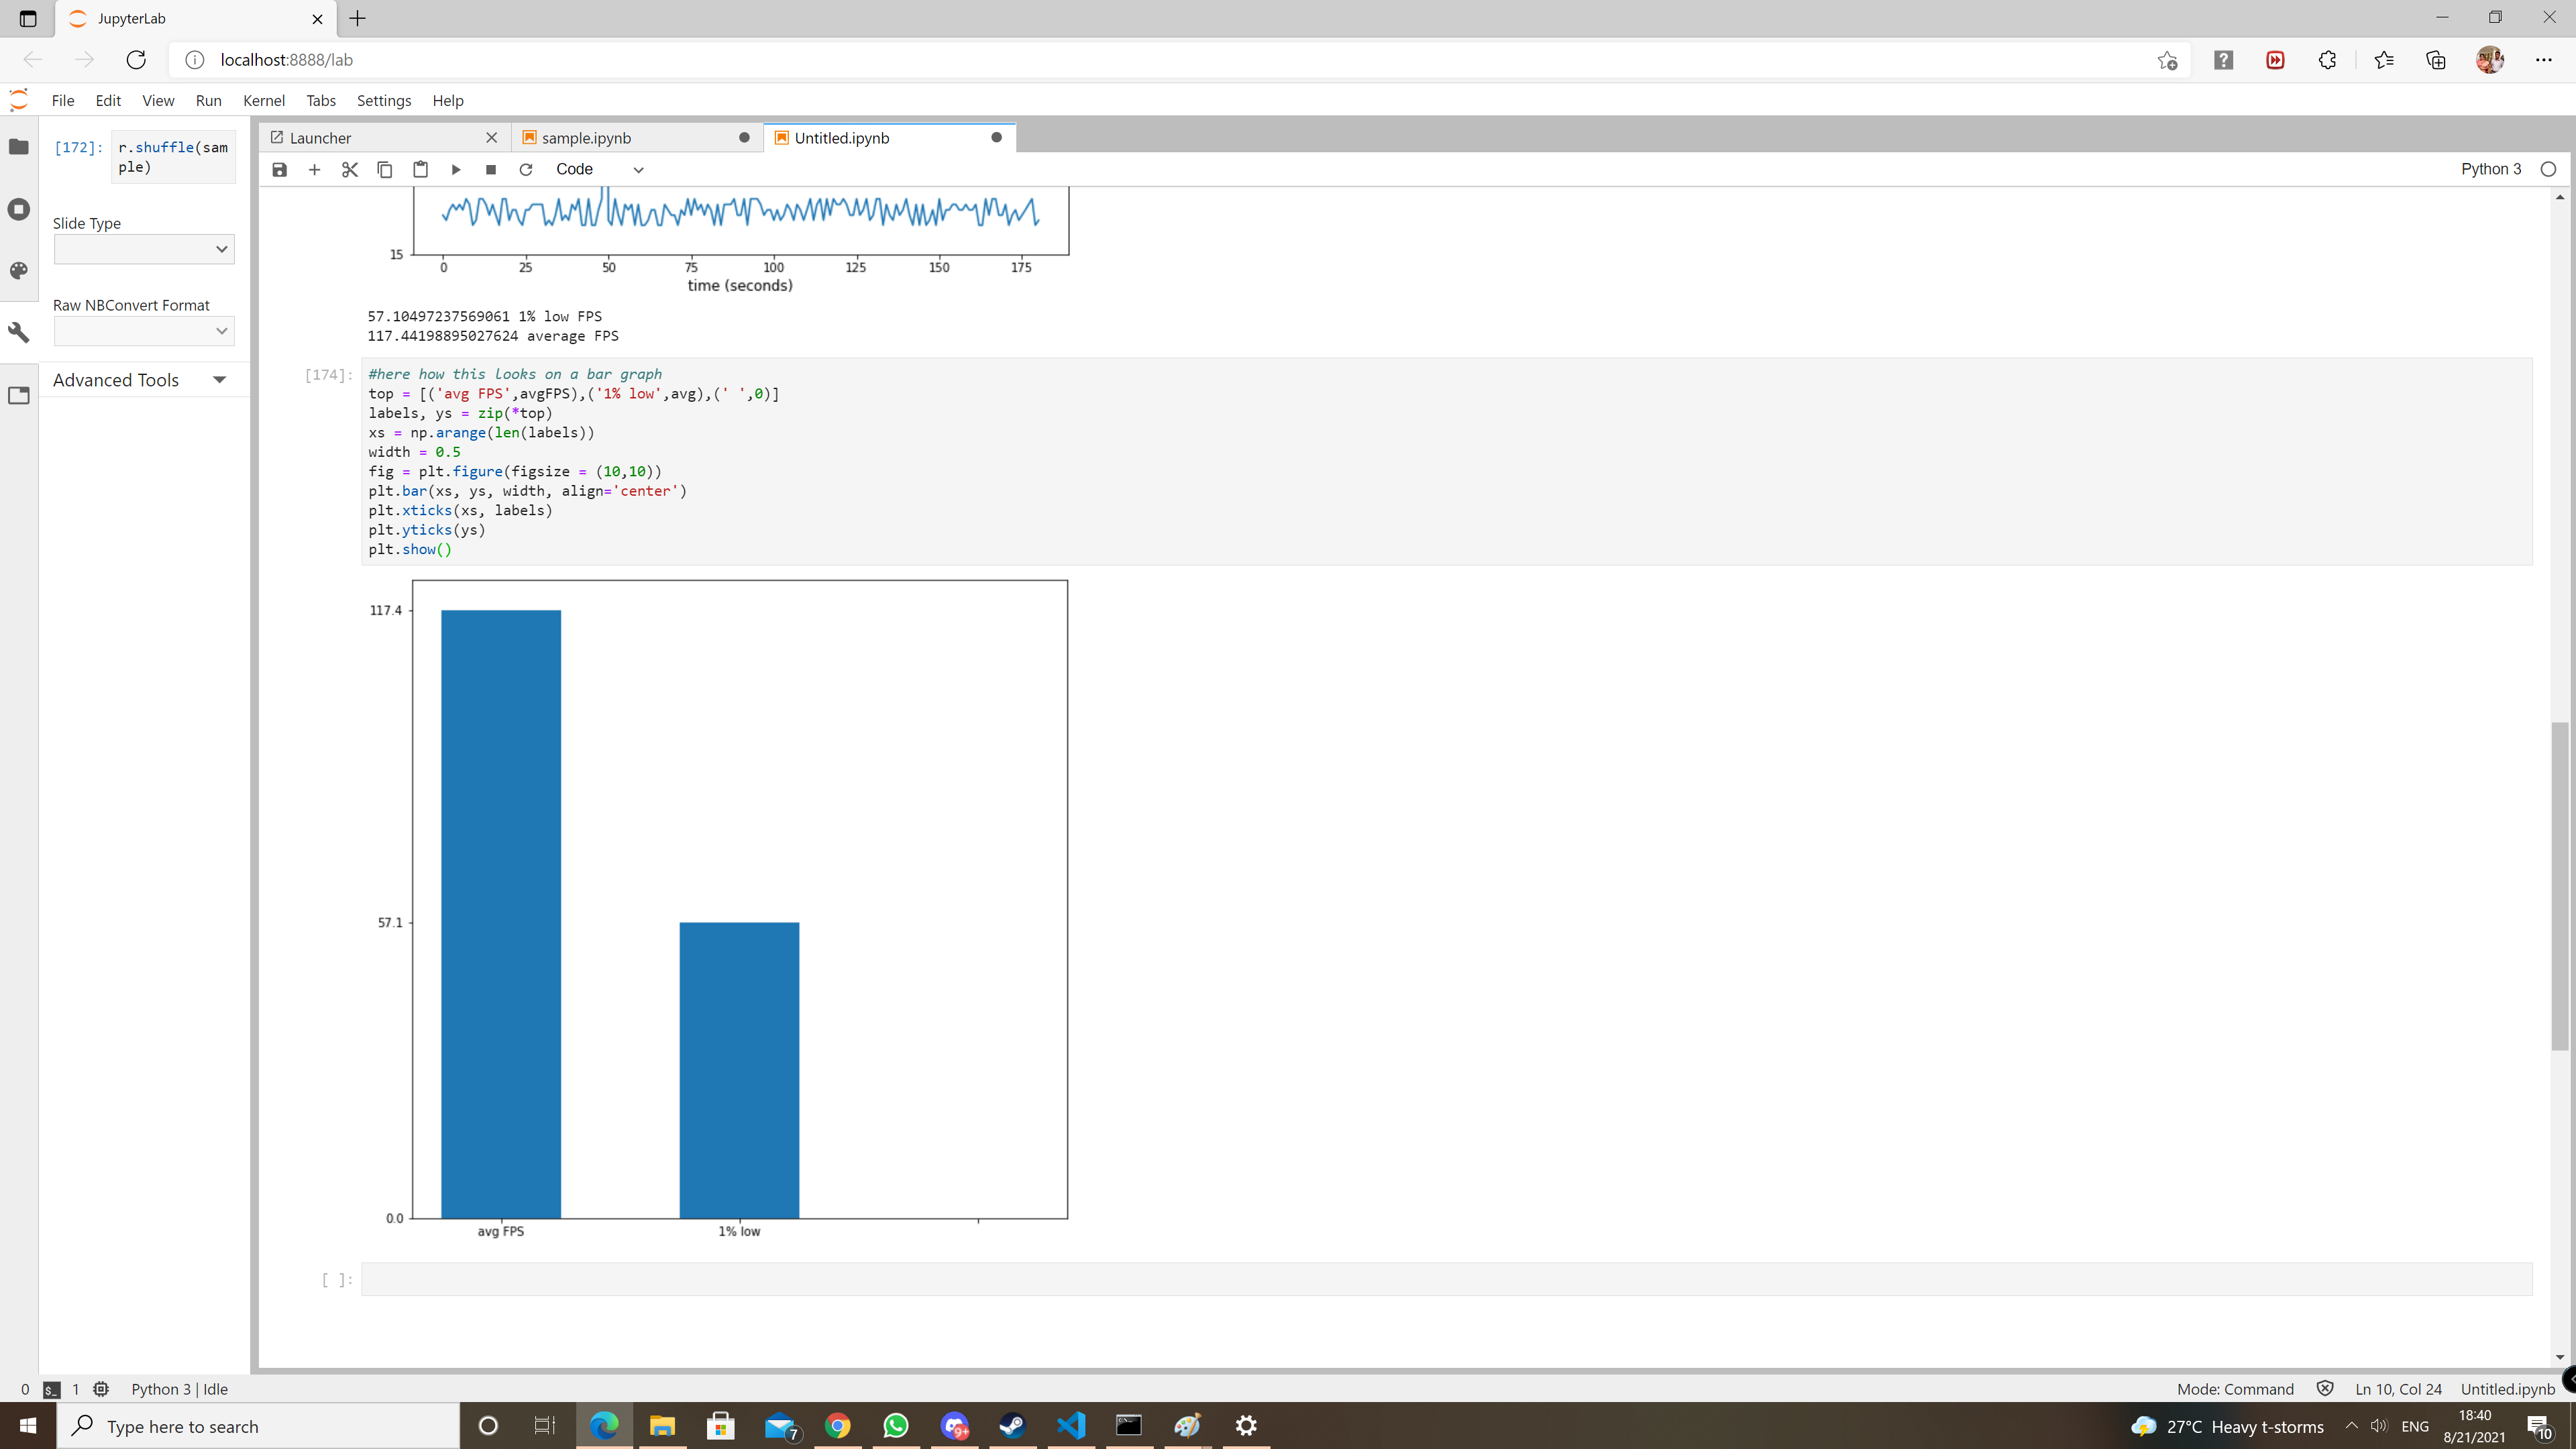 JupyterLab
localhost:8888/lab
File Edit View Run Kernel Tabs Settings Help
[172]: r.shuffle(sam
ple)
Slide Type
Raw NBConvert Format
Advanced Tools
Launcher sample.ipynb Untitled.ipynb
Code Python 3
15
0 25 50 75 100 125 150 175
time (seconds)
57.10497237569061 1% low FPS
117.44198895027624 average FPS
[174]: #here how this looks on a bar graph
top = [('avg FPS',avgFPS),('1% low',avg),(' ',0)]
labels, ys = zip(*top)
xs = np.arange(len(labels))
width = 0.5
fig = plt.figure(figsize = (10,10))
plt.bar(xs, ys, width, align='center')
plt.xticks(xs, labels)
plt.yticks(ys)
plt.show()
117.4
57.1
0.0
avg FPS 1% low
[ ]:
0 $_ 1 Python 3 | Idle Mode: Command Ln 10, Col 24 Untitled.ipynb
Type here to search 7 9+ 27°C Heavy t-storms ENG 18:40
8/21/2021 10